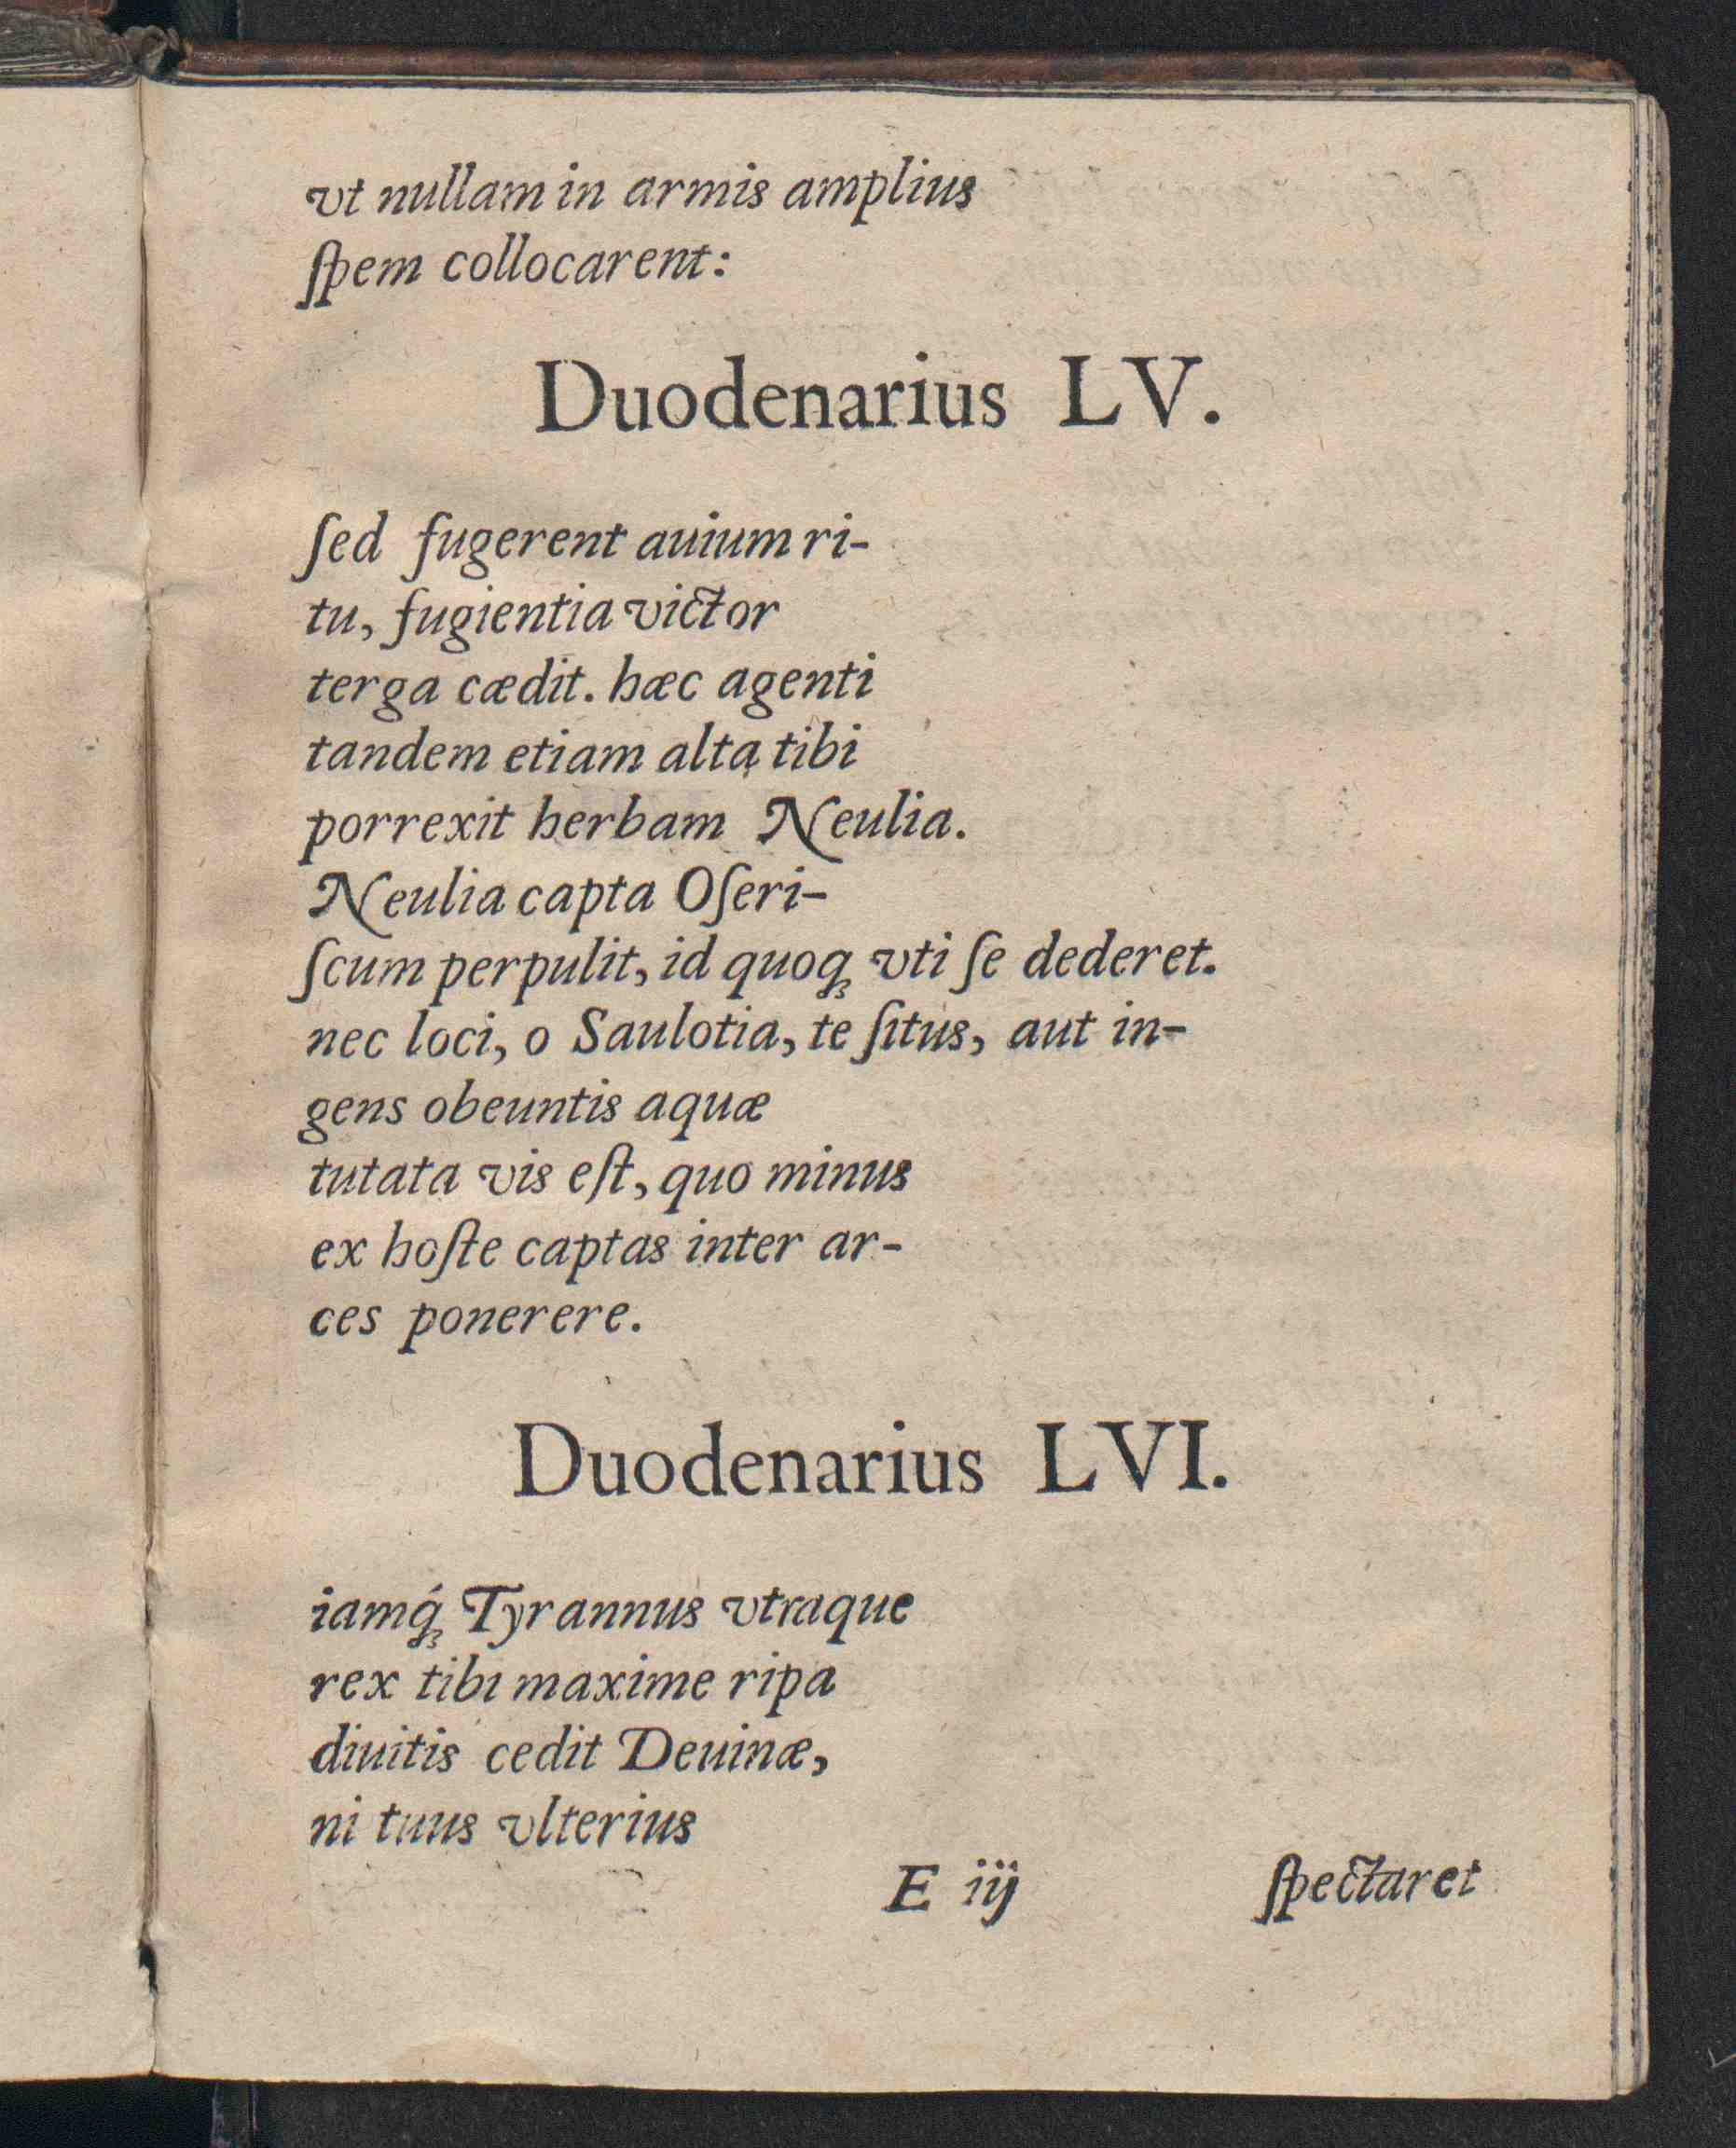 vt nullam in armis amplius
ſpem collocarent:
Duodenarius LV.
ſed fugerent auium ri-
tu, fugientia victor
terga cædit. hæc agenti
tandem etiam alta tibi
porrexit herbam Neulia.
Neulia capta Oſeri-
ſcum perpulit, id quoqꝫ vti ſe dederet.
nec loci, o Saulotia, te ſitus, aut in-
gens obeuntis aquæ
tutata vis eſt, quo minus
ex hoſte captas inter ar-
ces ponerere.
Duodenarius LVI.
iamq́ꝫ Tyrannus vtraque
rex tibi maxime ripa
diuitis cedit Deuinæ,
ni tuus vlterius
E iij ſpectaret